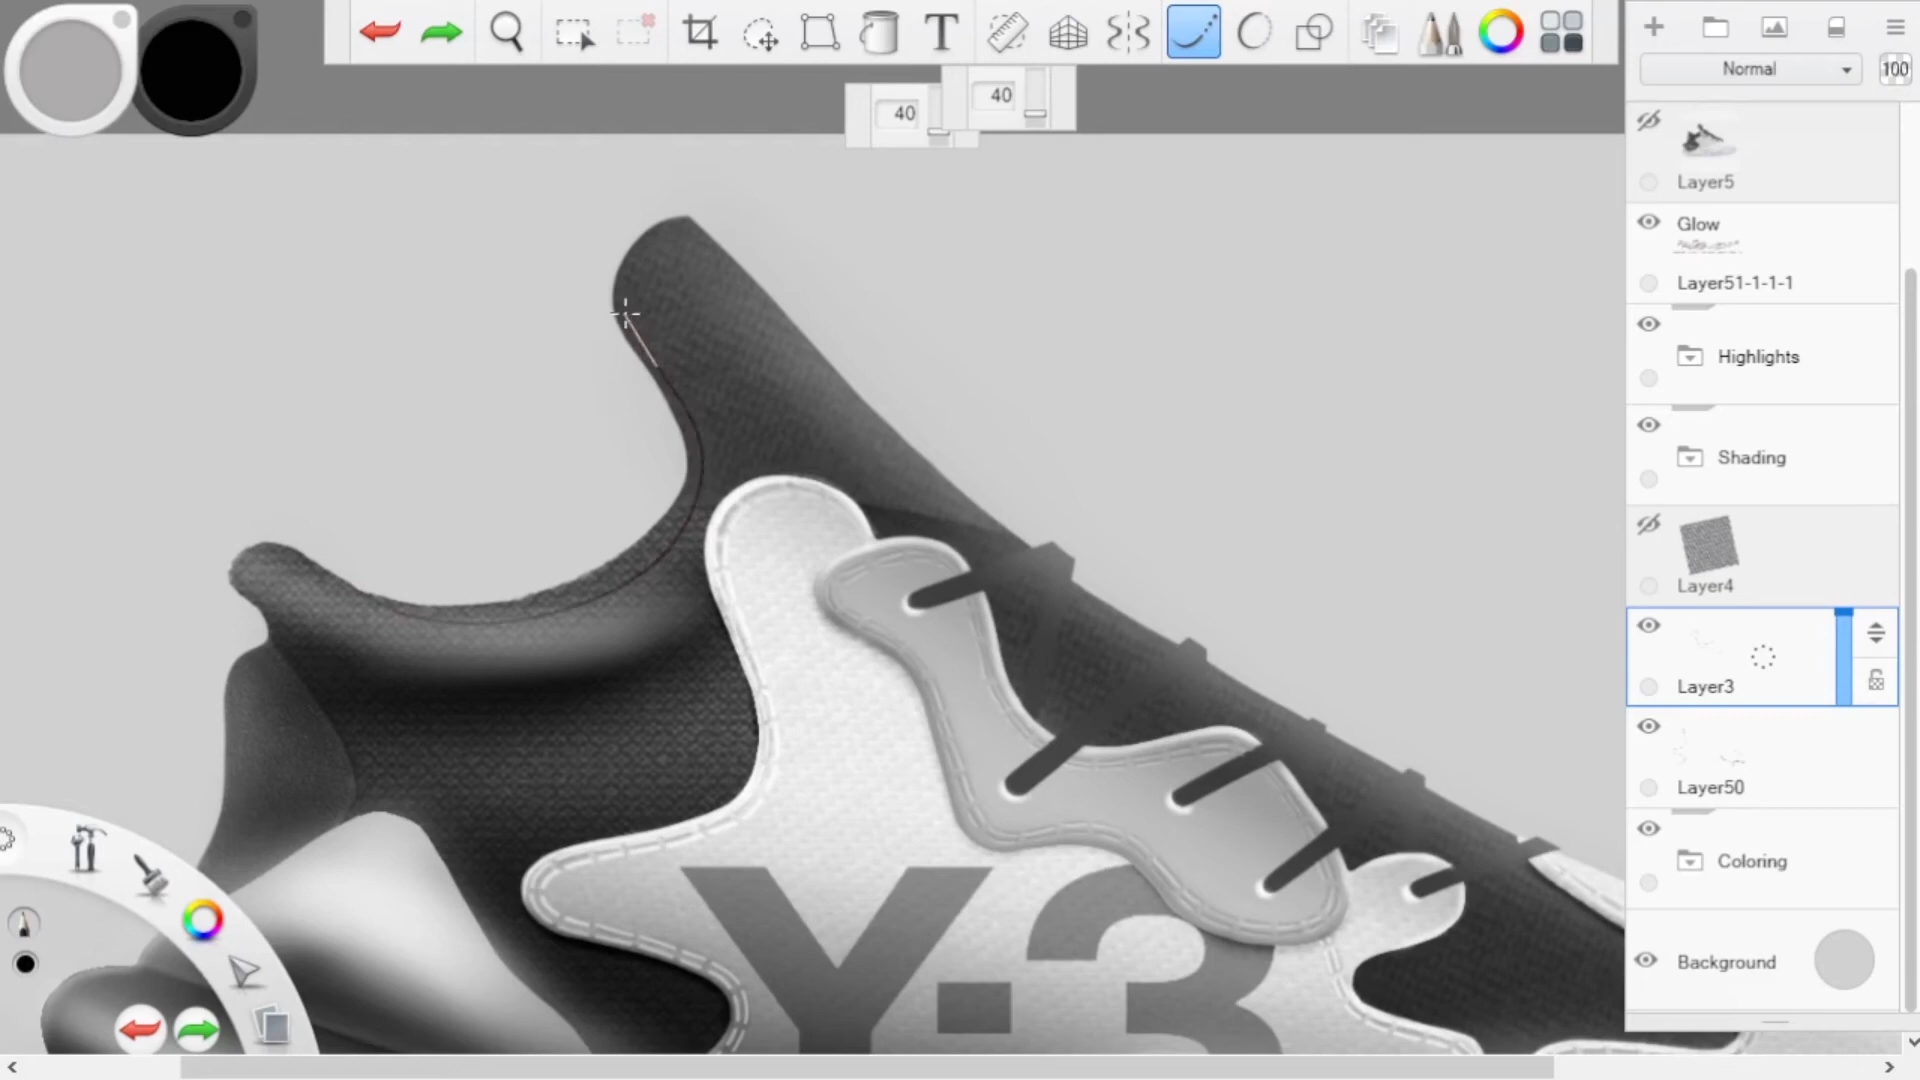 T
40
40
Normal
100
Layer5
Glow
Layer51-1-1-1
Highlights
Shading
Layer4
Layer3
Layer50
Coloring
Background
Y-3